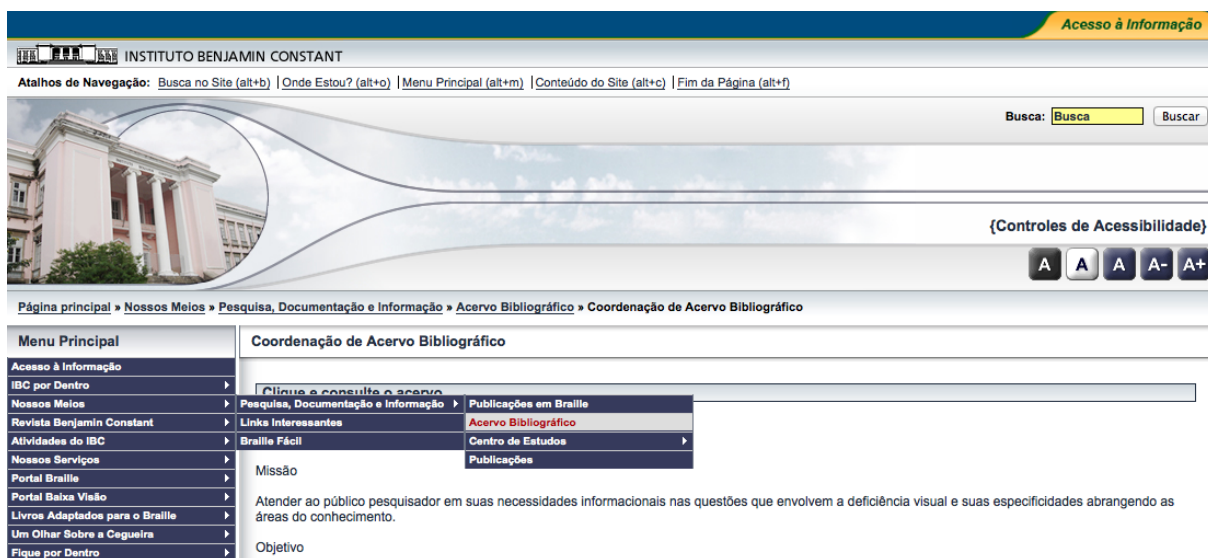 Acesso à Informação
INSTITUTO BENJAMIN CONSTANT
Atalhos de Navegação: Busca no Site (alt+b) | Onde Estou? (alt+o) | Menu Principal (alt+m) | Conteúdo do Site (alt+c) | Fim da Página (alt+f)
Busca: Busca Buscar
{Controles de Acessibilidade}
A A A A- A+
Página principal » Nossos Meios » Pesquisa, Documentação e Informação » Acervo Bibliográfico » Coordenação de Acervo Bibliográfico
Menu Principal
Coordenação de Acervo Bibliográfico
Acesso à Informação
IBC por Dentro
Clique e consulte o acervo
Nossos Meios
Pesquisa, Documentação e Informação
Publicações em Braille
Revista Benjamin Constant
Links Interessantes
Acervo Bibliográfico
Atividades do IBC
Braille Fácil
Centro de Estudos
Nossos Serviços
Publicações
Portal Braille
Missão
Portal Baixa Visão
Livros Adaptados para o Braille
Um Olhar Sobre a Cegueira
Fique por Dentro
Atender ao público pesquisador em suas necessidades informacionais nas questões que envolvem a deficiência visual e suas especificidades abrangendo as
áreas do conhecimento.
Objetivo